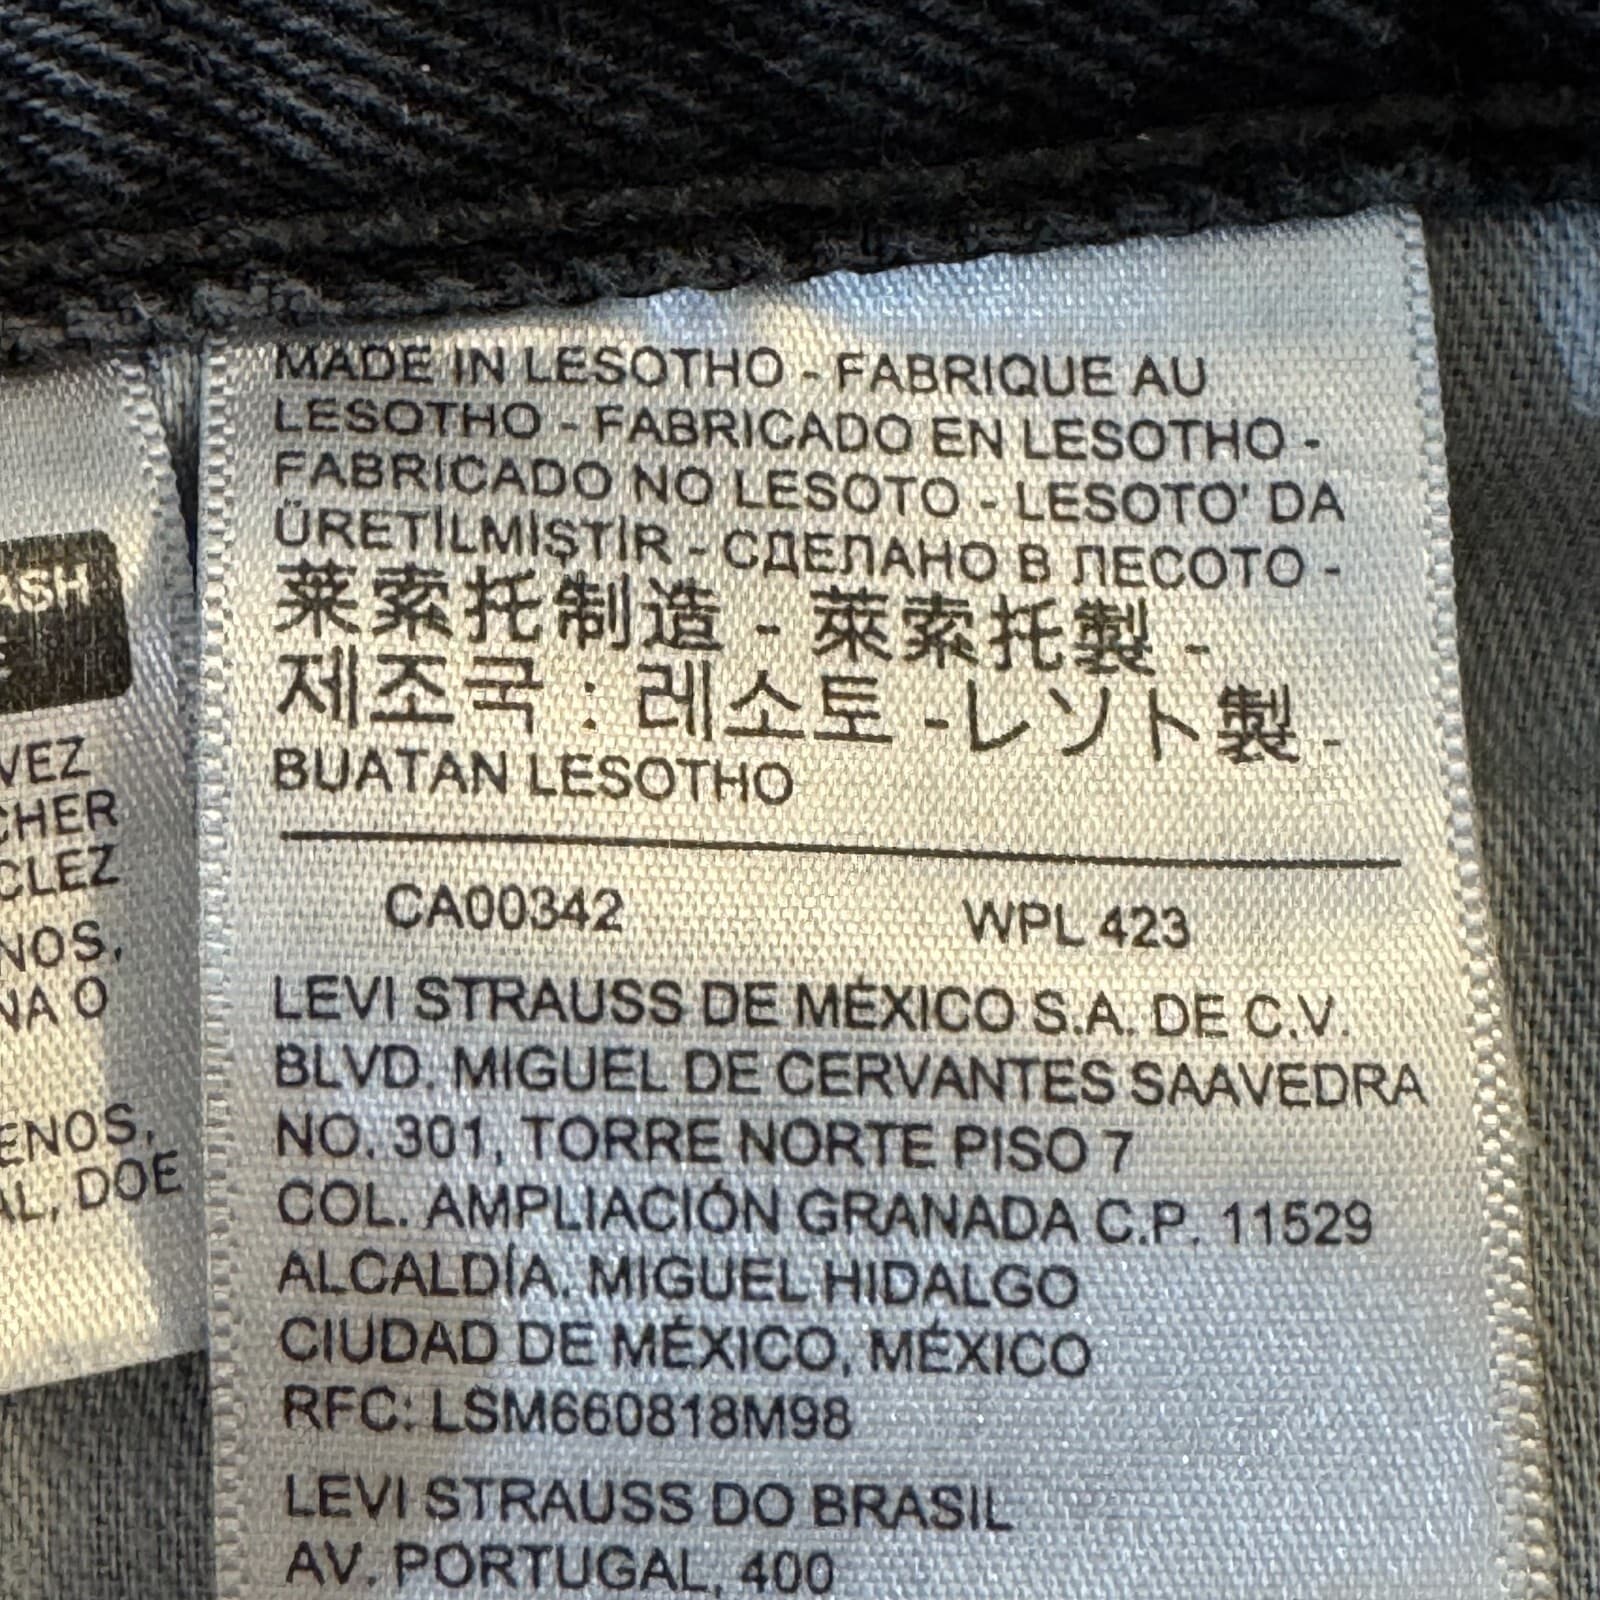 MADE IN LESOTHO - FABRIQUE AU
LESOTHO - FABRICADO EN LESOTHO -
FABRICADO NO LESOTO - LESOTO' DA
ÜRETİLMİŞTİR - СДЕЛАНО В ЛЕСОТО -
莱索托制造 - 萊索托製 -
제조국 : 레소토 -レソト製 -
BUATAN LESOTHO
CA00342 WPL 423
LEVI STRAUSS DE MÉXICO S.A. DE C.V.
BLVD. MIGUEL DE CERVANTES SAAVEDRA
NO. 301, TORRE NORTE PISO 7
COL. AMPLIACIÓN GRANADA C.P. 11529
ALCALDÍA. MIGUEL HIDALGO
CIUDAD DE MÉXICO, MÉXICO
RFC: LSM660818M98
LEVI STRAUSS DO BRASIL
AV. PORTUGAL, 400
ASH
VEZ
CHER
CLEZ
NOS.
NA O
ENOS.
AL, DOE